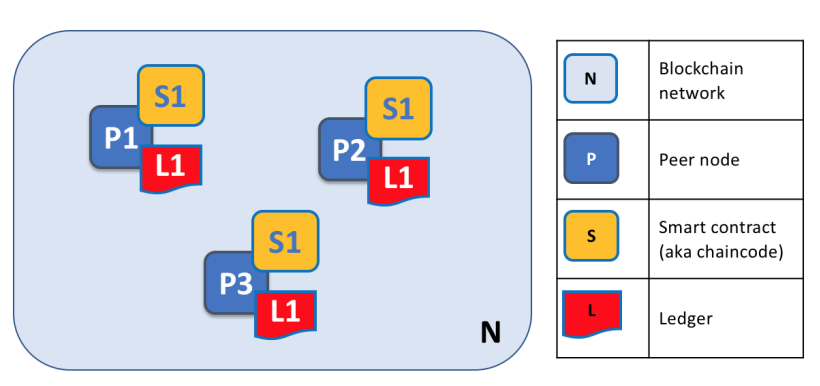 S1
P1
L1
S1
P2
L1
S1
P3
L1
N
N
Blockchain
network
P
Peer node
S
Smart contract
(aka chaincode)
L
Ledger